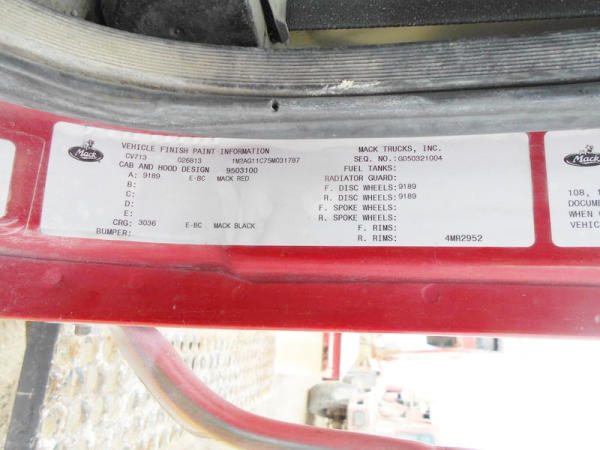 Mack
VEHICLE FINISH PAINT INFORMATION
CV713 026813 1M2AG11C75M031787
CAB AND HOOD DESIGN 9503100
A: 9189 E-BC MACK RED
B:
C:
D:
E:
CRG: 3036 E-BC MACK BLACK
BUMPER:
MACK TRUCKS, INC.
SEQ. NO.: G050321004
FUEL TANKS:
RADIATOR GUARD:
F. DISC WHEELS: 9189
R. DISC WHEELS: 9189
F. SPOKE WHEELS:
R. SPOKE WHEELS:
F. RIMS:
R. RIMS: 4MR2952
Mack
108, 1
DOCUME
WHEN
VEHIC